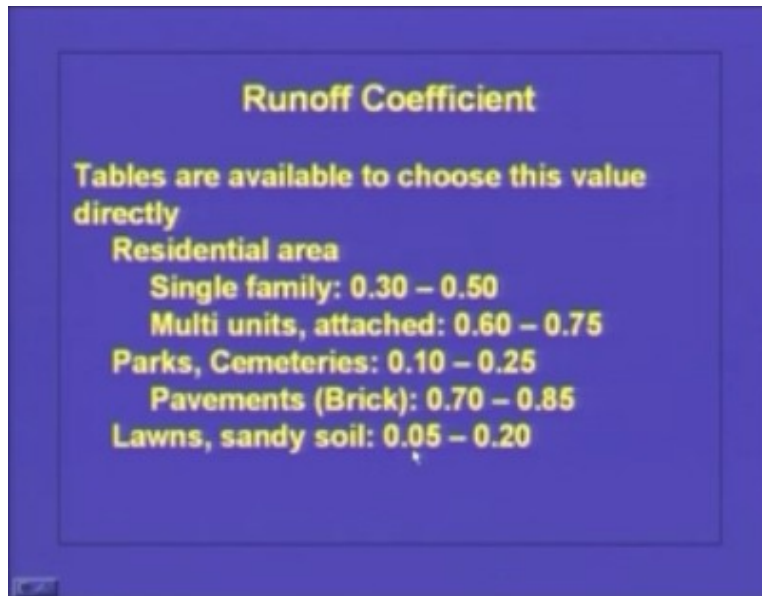 Runoff Coefficient
Tables are available to choose this value
directly
Residential area
Single family: 0.30 – 0.50
Multi units, attached: 0.60 – 0.75
Parks, Cemeteries: 0.10 – 0.25
Pavements (Brick): 0.70 – 0.85
Lawns, sandy soil: 0.05 – 0.20